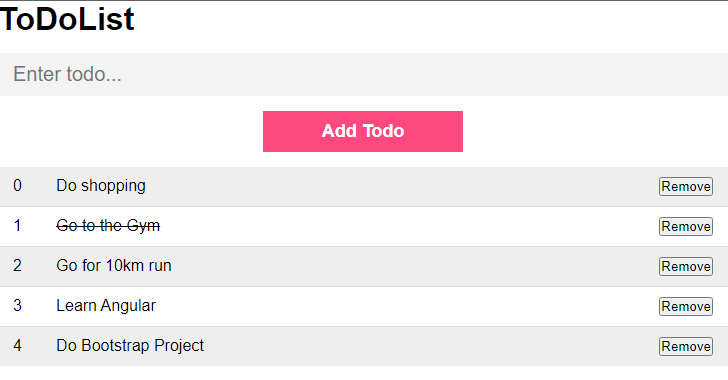 ToDoList
Enter todo...
Add Todo
0 Do shopping Remove
1 Go to the Gym Remove
2 Go for 10km run Remove
3 Learn Angular Remove
4 Do Bootstrap Project Remove